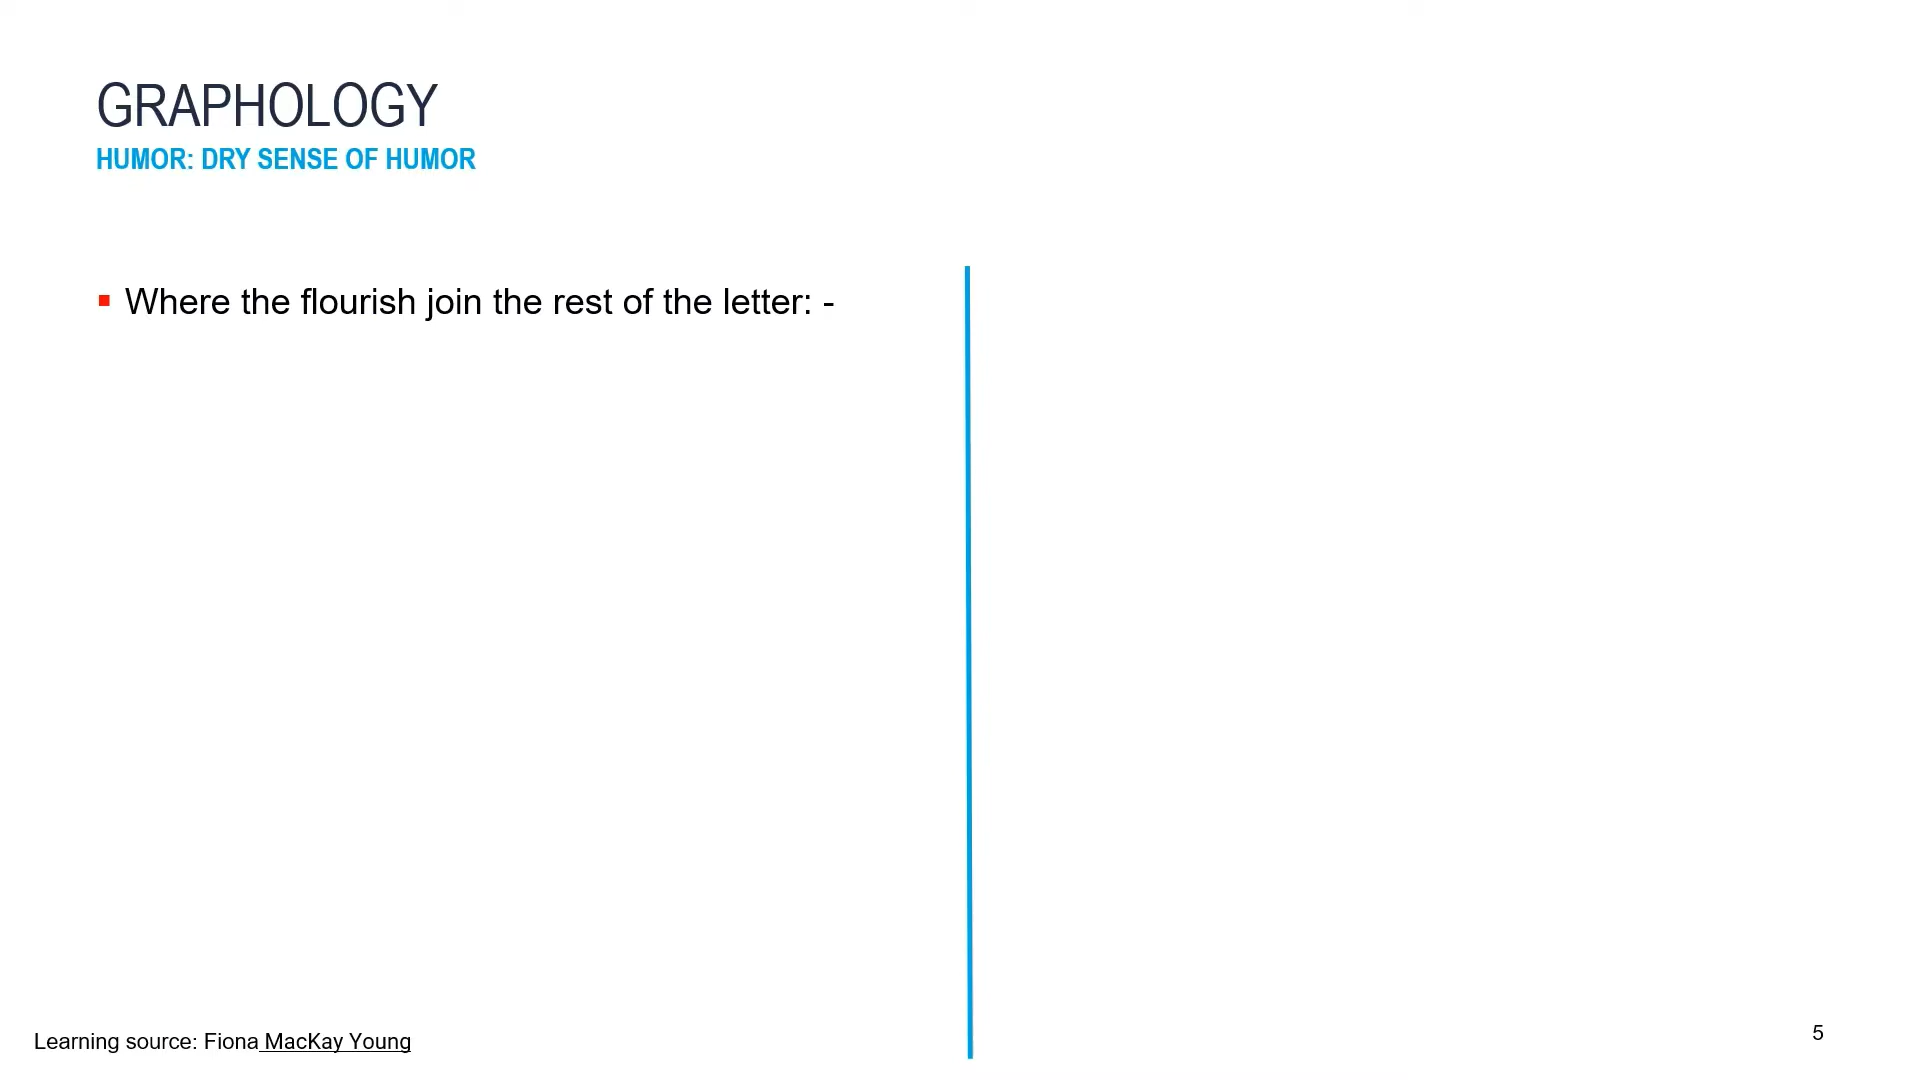 GRAPHOLOGY
HUMOR: DRY SENSE OF HUMOR
▪ Where the flourish join the rest of the letter: -
Learning source: Fiona MacKay Young
5